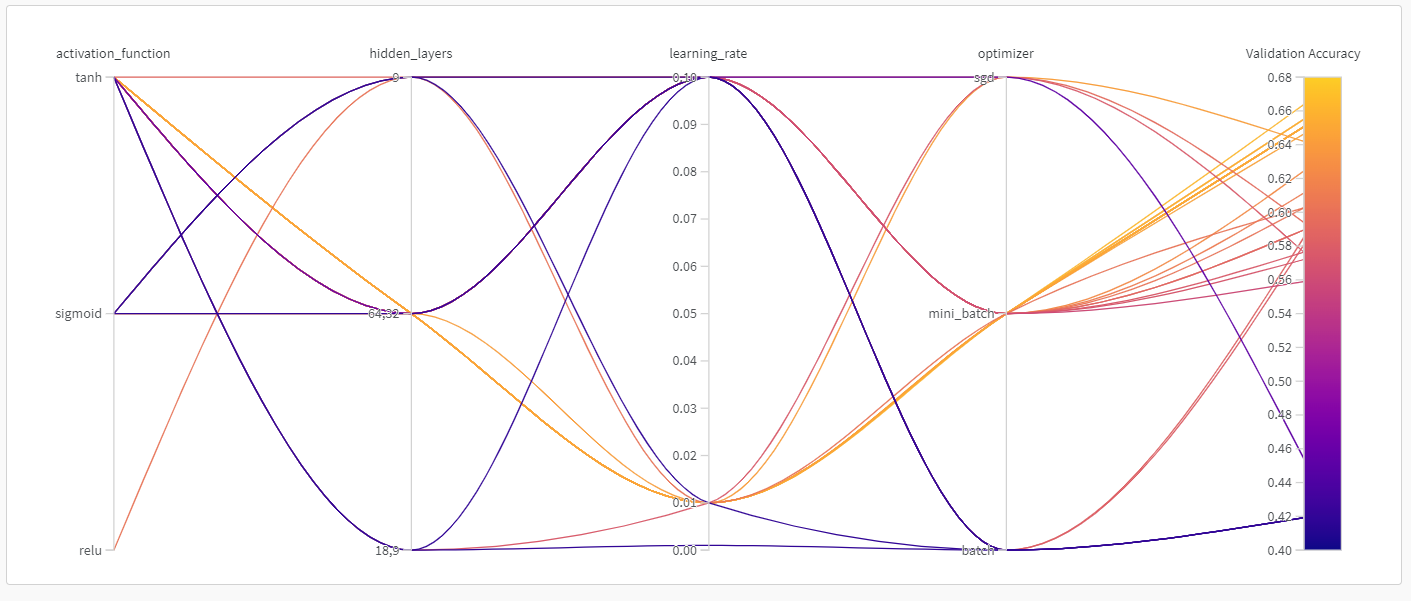 activation_function
hidden_layers
learning_rate
optimizer
Validation Accuracy
tanh
sigmoid
relu
9
64,32
18,9
0.10
0.09
0.08
0.07
0.06
0.05
0.04
0.03
0.02
0.01
0.00
sgd
mini_batch
batch
0.68
0.66
0.64
0.62
0.60
0.58
0.56
0.54
0.52
0.50
0.48
0.46
0.44
0.42
0.40